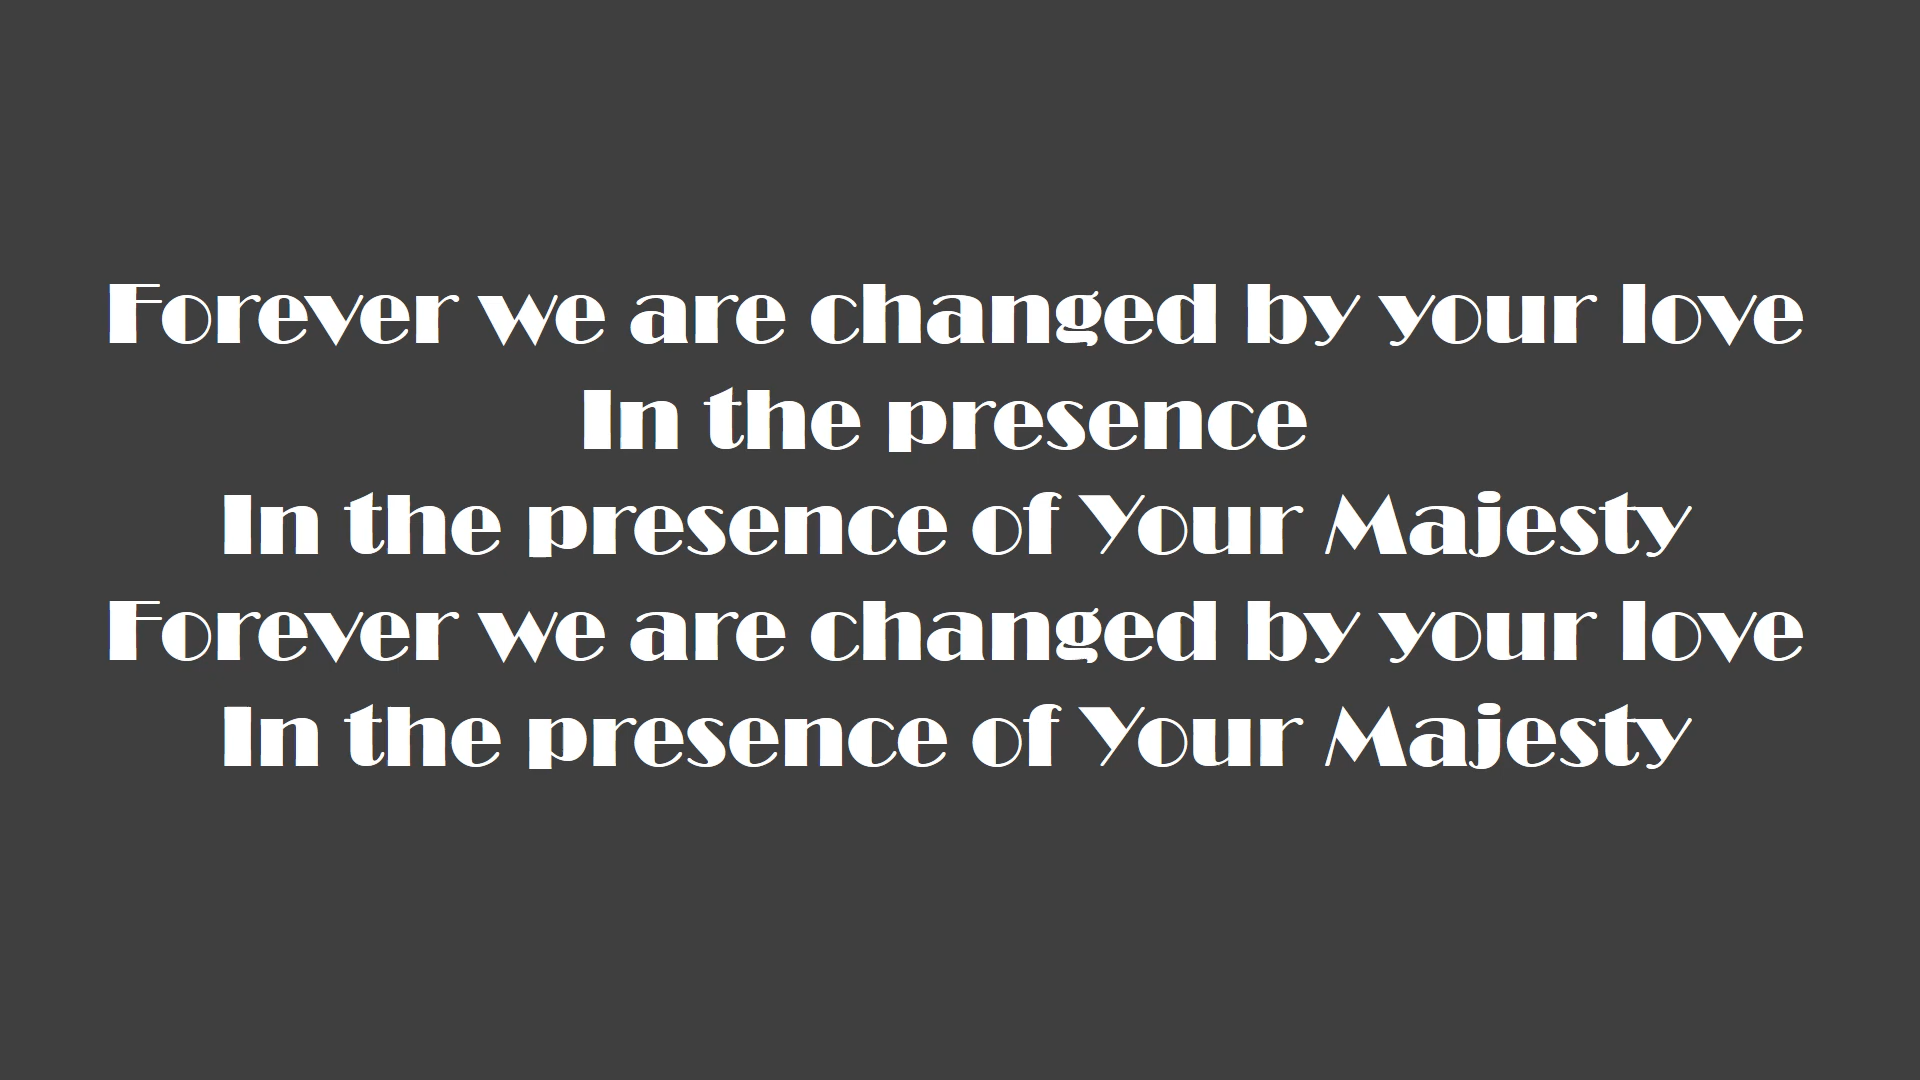 Forever we are changed by your love
In the presence
In the presence of Your Majesty
Forever we are changed by your love
In the presence of Your Majesty